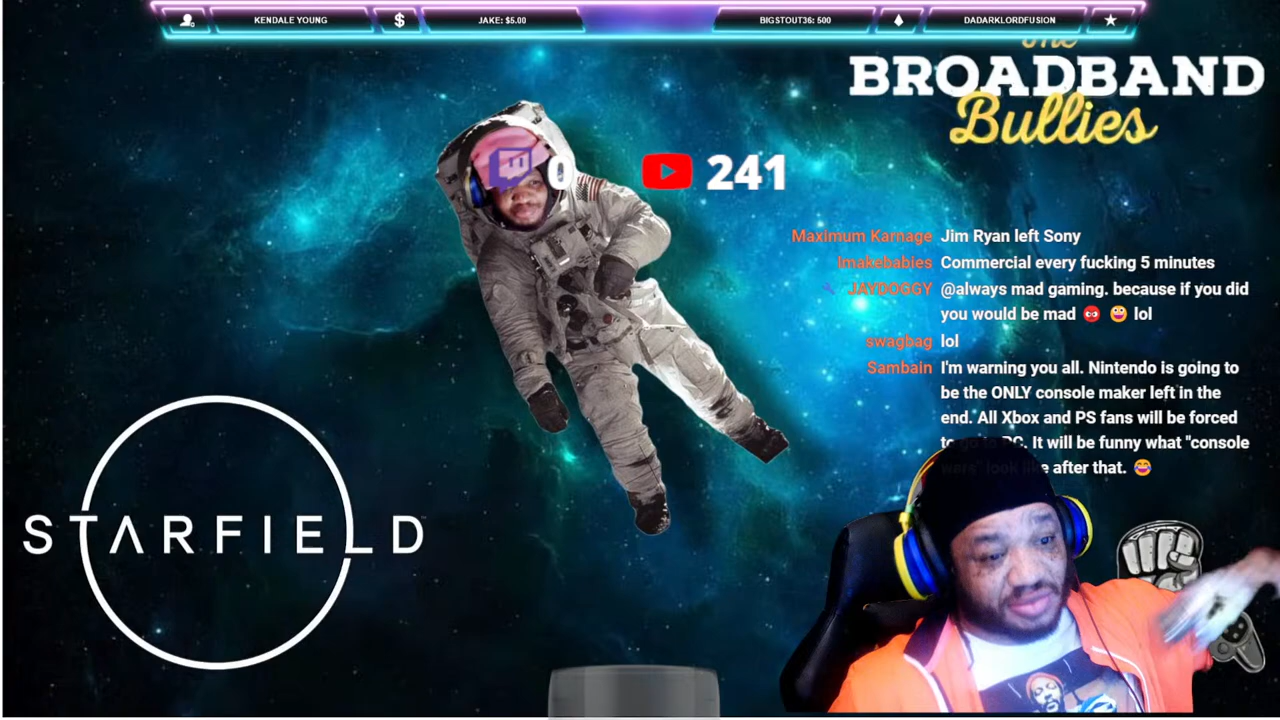 KENDALE YOUNG
$
JAKE: $5.00
BIGSTOUT36: 500
DADARKLORDFUSION
The
BROADBAND
Bullies
0
241
Maximum Karnage Jim Ryan left Sony
Imakebabies Commercial every fucking 5 minutes
JAYDOGGY @always mad gaming. because if you did
you would be mad 👹 🤪 lol
swagbag lol
Sambain I'm warning you all. Nintendo is going to
be the ONLY console maker left in the
end. All Xbox and PS fans will be forced
PC. It will be funny what "console
wars" look like after that. 😂
STARFIELD